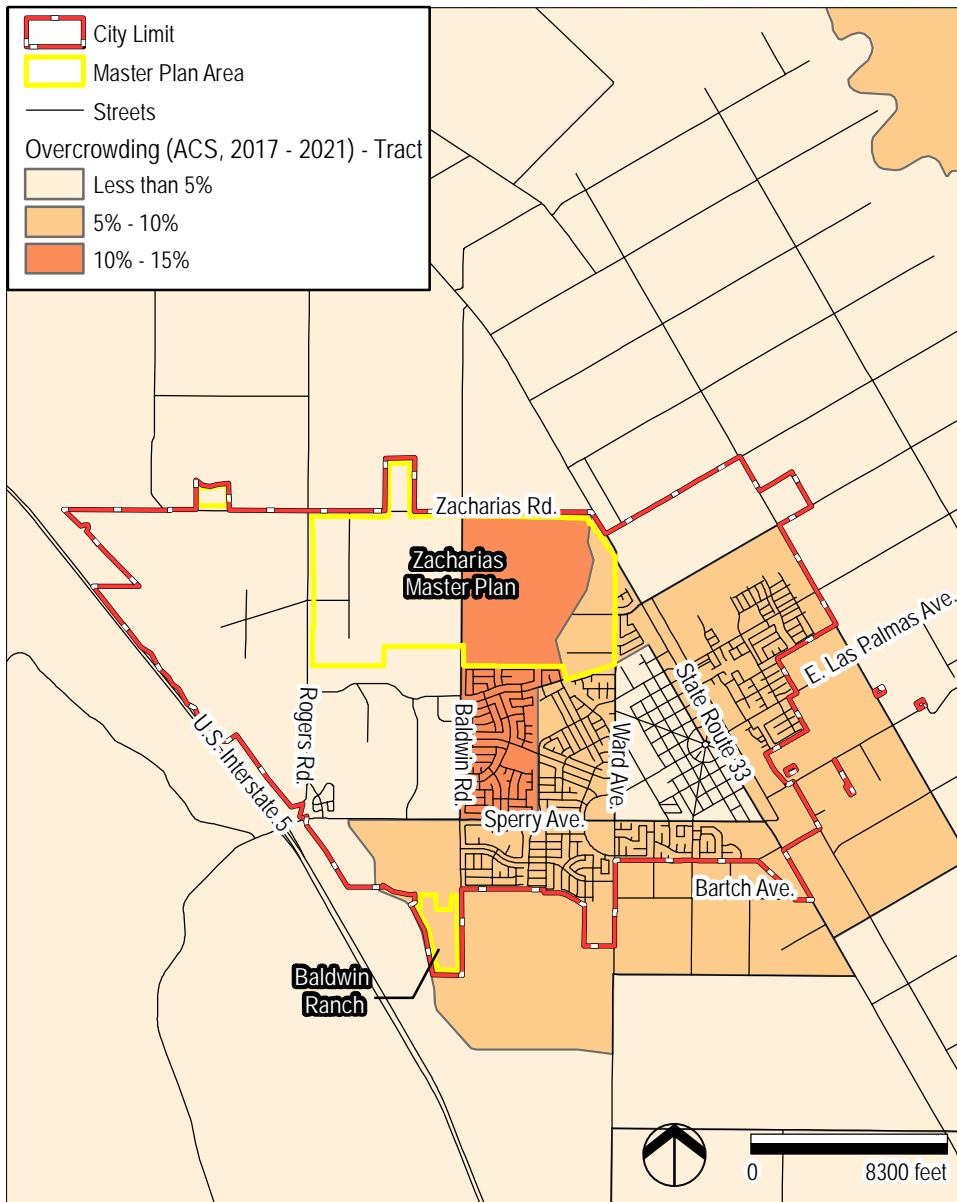 City Limit
Master Plan Area
Streets
Overcrowding (ACS, 2017 - 2021) - Tract
Less than 5%
5% - 10%
10% - 15%
Zacharias Rd.
Zacharias
Master Plan
E. Las Palmas Ave.
State Route 33
Rogers Rd.
Baldwin Rd.
Ward Ave.
U.S. Interstate 5
Sperry Ave.
Bartch Ave.
Baldwin
Ranch
0 8300 feet